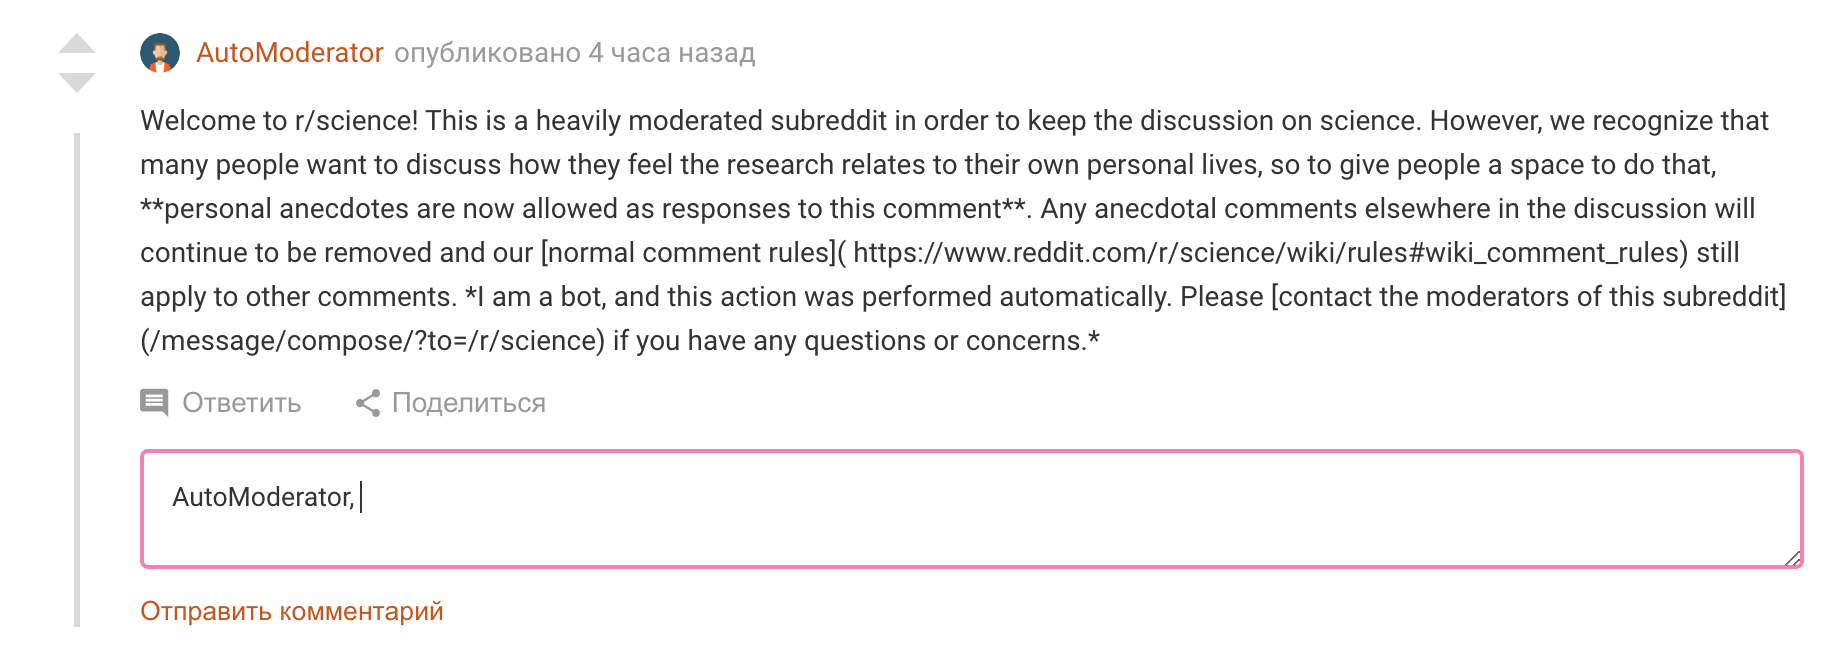 AutoModerator опубликовано 4 часа назад
Welcome to r/science! This is a heavily moderated subreddit in order to keep the discussion on science. However, we recognize that
many people want to discuss how they feel the research relates to their own personal lives, so to give people a space to do that,
**personal anecdotes are now allowed as responses to this comment**. Any anecdotal comments elsewhere in the discussion will
continue to be removed and our [normal comment rules]( https://www.reddit.com/r/science/wiki/rules#wiki_comment_rules) still
apply to other comments. *I am a bot, and this action was performed automatically. Please [contact the moderators of this subreddit]
(/message/compose/?to=/r/science) if you have any questions or concerns.*
Ответить Поделиться
AutoModerator,
Отправить комментарий